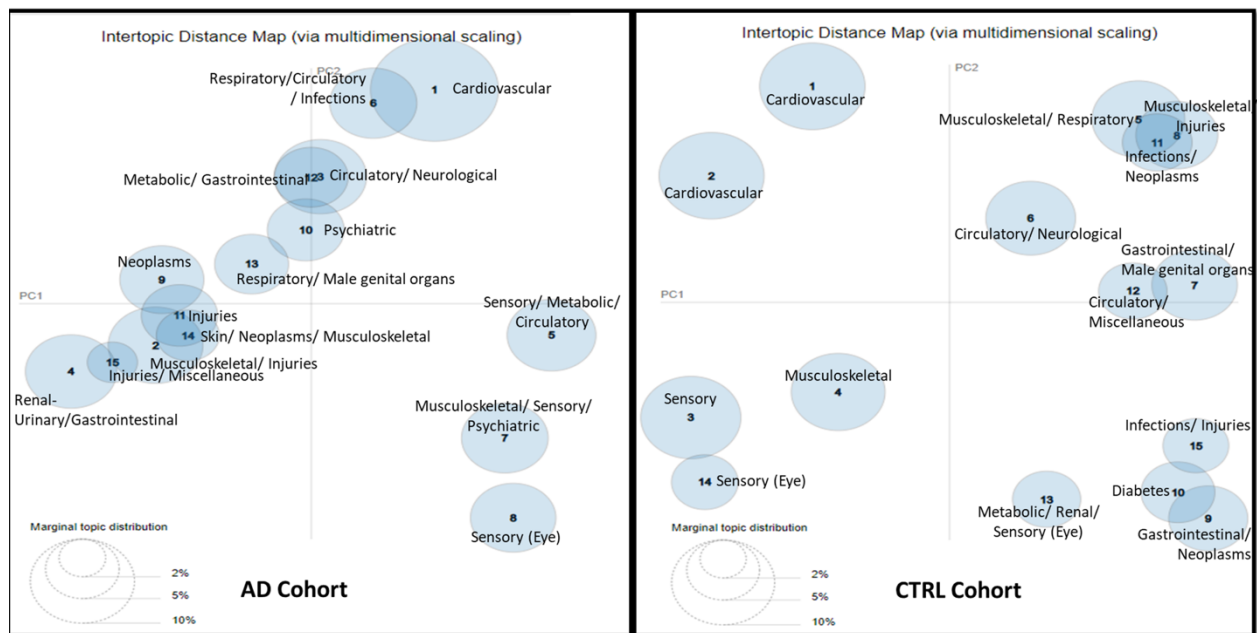 Intertopic Distance Map (via multidimensional scaling)
PC2
Respiratory/Circulatory
/ Infections
6
1
Cardiovascular
Metabolic/ Gastrointestinal
12
3
Circulatory/ Neurological
10
Psychiatric
13
Respiratory/ Male genital organs
Neoplasms
9
PC1
11
Injuries
14
Skin/ Neoplasms/ Musculoskeletal
2
Musculoskeletal/ Injuries
15
Injuries/ Miscellaneous
4
Renal-
Urinary/Gastrointestinal
Sensory/ Metabolic/
Circulatory
5
Musculoskeletal/ Sensory/
Psychiatric
7
8
Sensory (Eye)
Marginal topic distribution
2%
5%
10%
AD Cohort
Intertopic Distance Map (via multidimensional scaling)
PC2
1
Cardiovascular
2
Cardiovascular
Musculoskeletal/ Respiratory
5
Musculoskeletal/
Injuries
8
11
Infections/
Neoplasms
6
Circulatory/ Neurological
Gastrointestinal/
Male genital organs
7
12
Circulatory/
Miscellaneous
PC1
Musculoskeletal
4
Sensory
3
14
Sensory (Eye)
Infections/ Injuries
15
Diabetes
10
9
Gastrointestinal/
Neoplasms
13
Metabolic/ Renal/
Sensory (Eye)
Marginal topic distribution
2%
5%
10%
CTRL Cohort